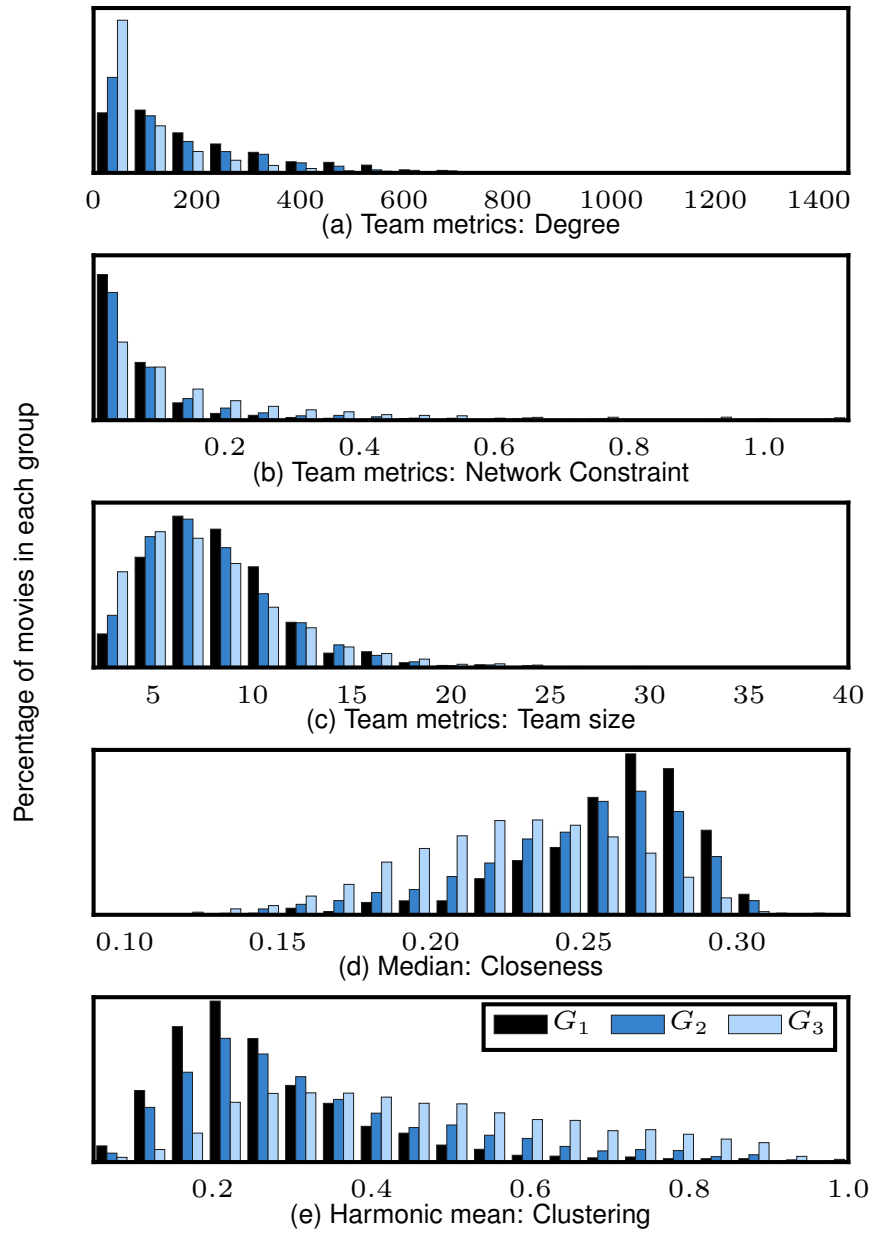 Percentage of movies in each group
0 200 400 600 800 1000 1200 1400
(a) Team metrics: Degree
0.2 0.4 0.6 0.8 1.0
(b) Team metrics: Network Constraint
5 10 15 20 25 30 35 40
(c) Team metrics: Team size
0.10 0.15 0.20 0.25 0.30
(d) Median: Closeness
G1 G2 G3
0.2 0.4 0.6 0.8 1.0
(e) Harmonic mean: Clustering